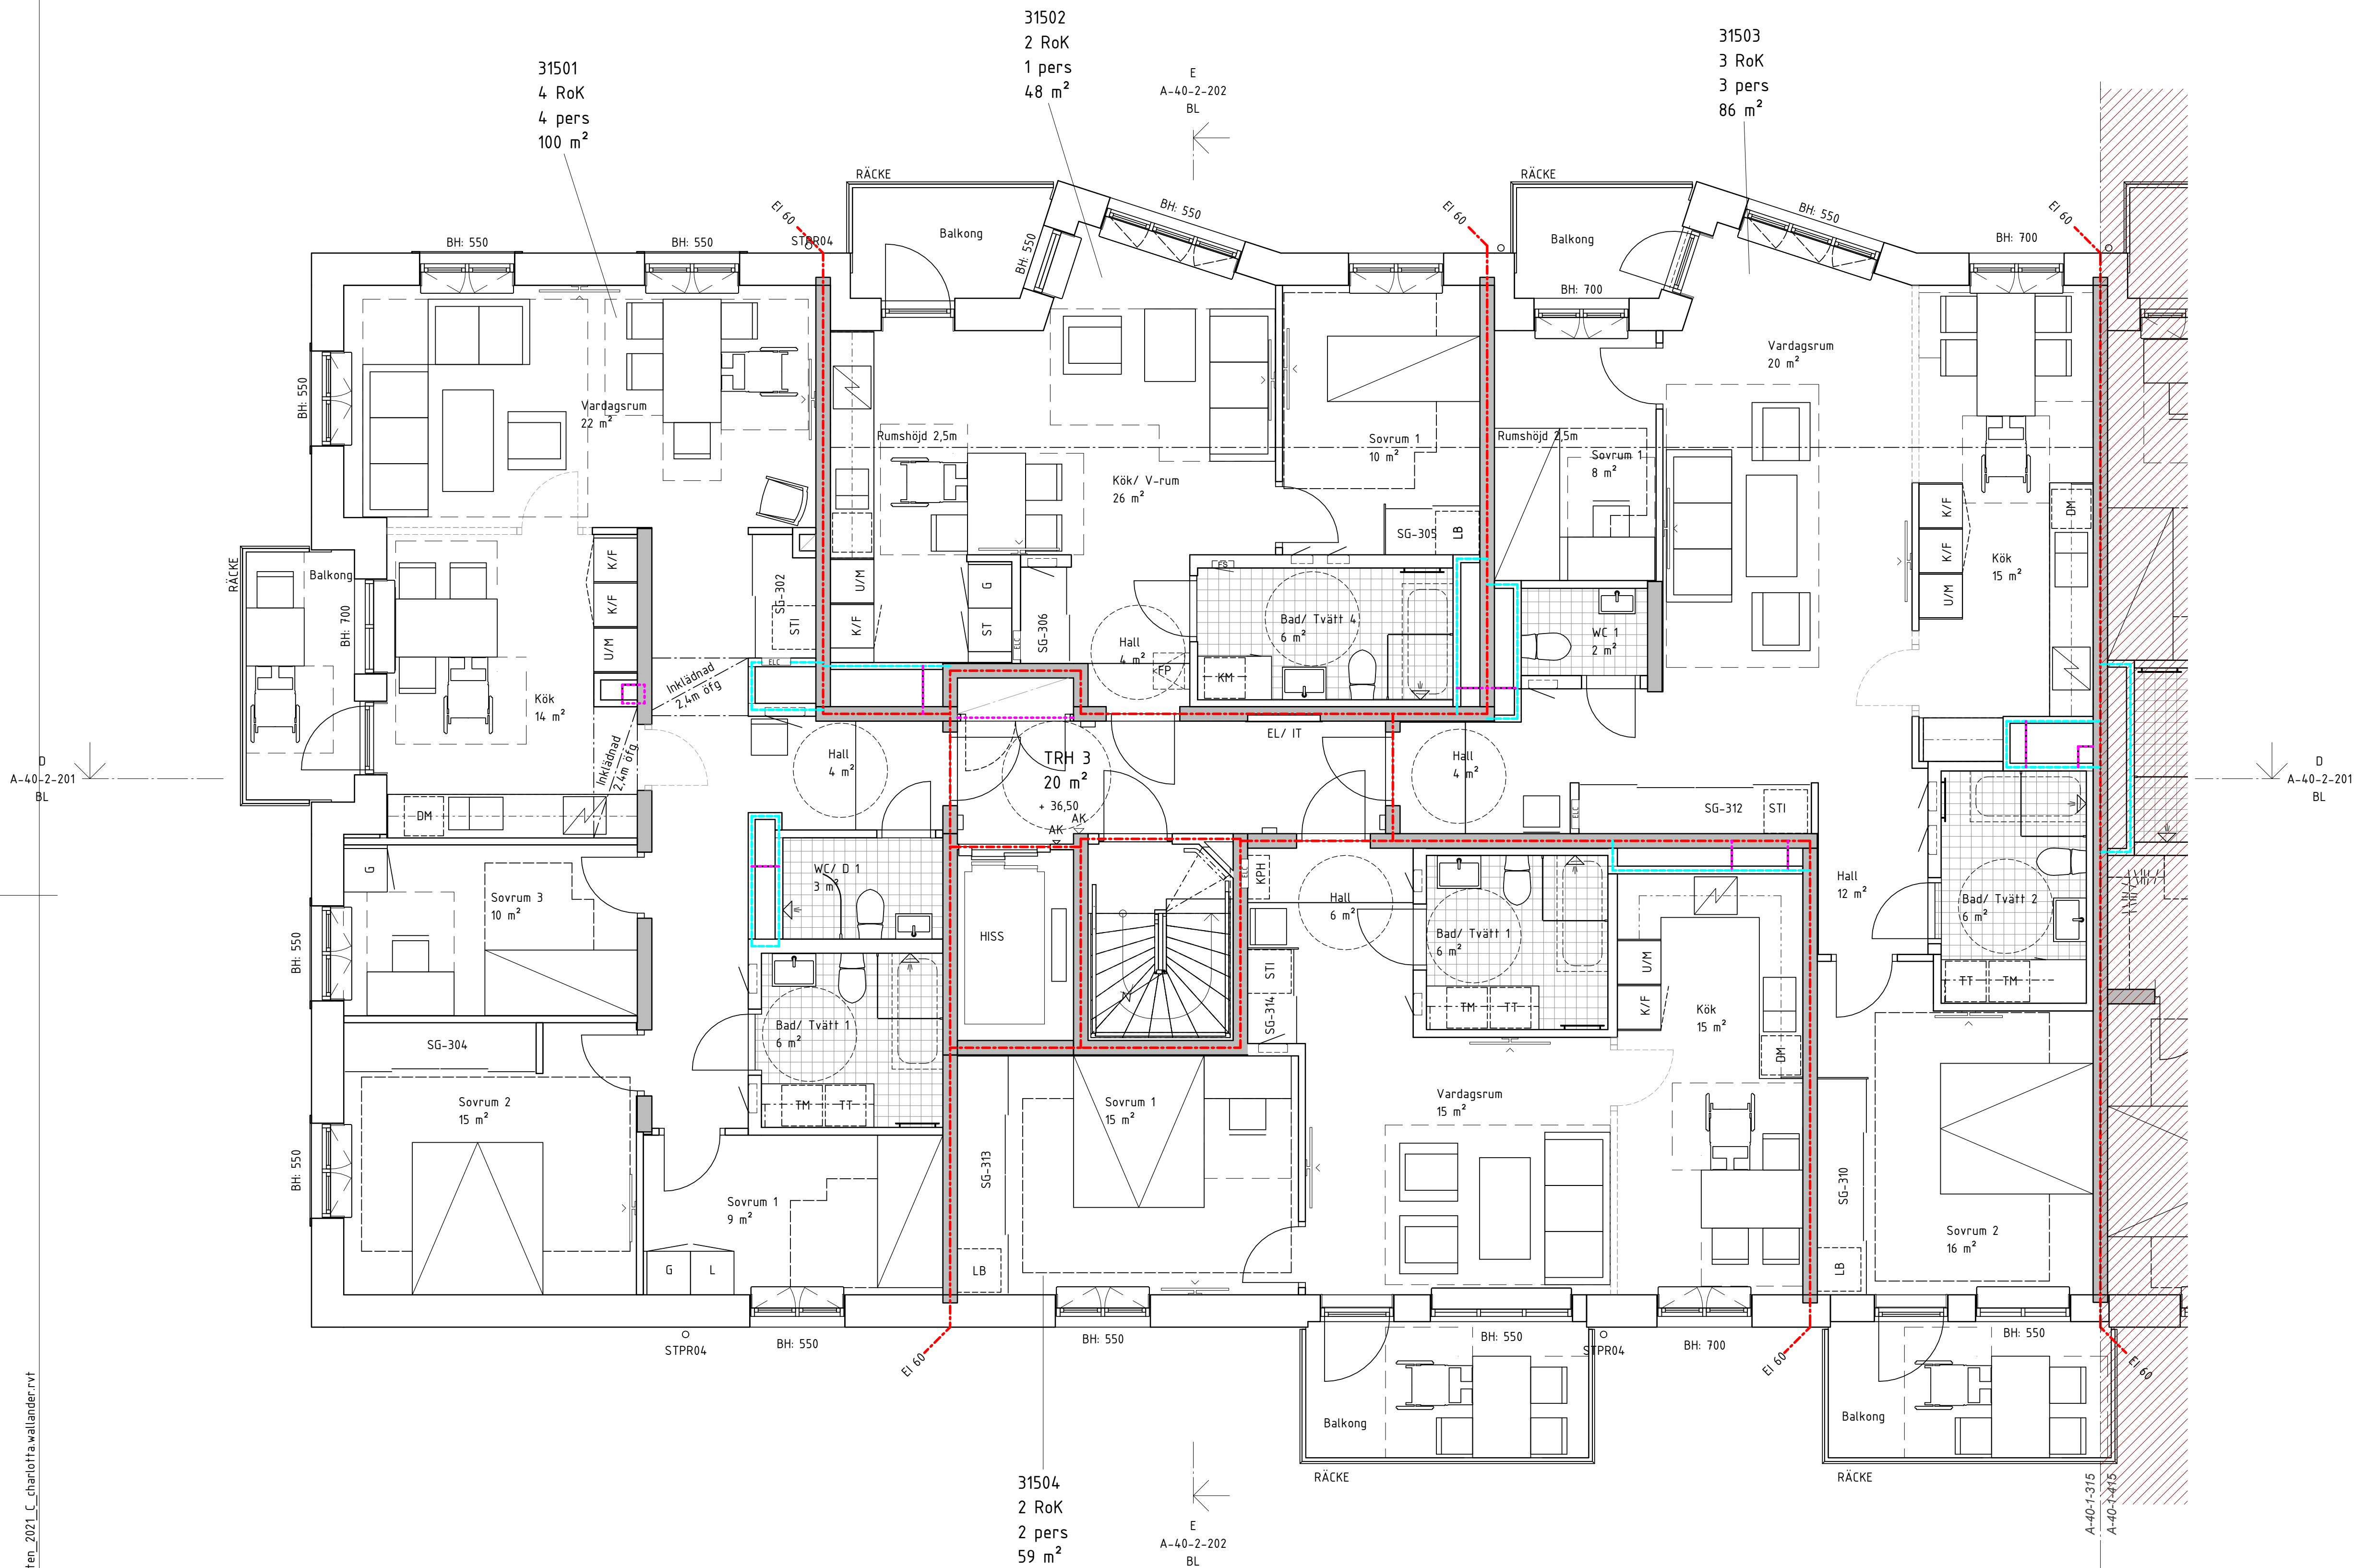 31502
2 RoK
1 pers
48 m²
31503
3 RoK
3 pers
86 m²
31501
4 RoK
4 pers
100 m²
E
A-40-2-202
BL
RÄCKE
RÄCKE
EI 60
EI 60
EI 60
STPR04
BH: 550
BH: 550
BH: 550
BH: 550
BH: 550
BH: 700
BH: 700
Balkong
Balkong
BH: 550
Vardagsrum
22 m²
Rumshöjd 2,5m
Kök/ V-rum
26 m²
Sovrum 1
10 m²
Rumshöjd 2,5m
Sovrum 1
8 m²
Vardagsrum
20 m²
K/F
K/F
U/M
DM
Kök
15 m²
SG-305
LB
RÄCKE
Balkong
BH: 700
K/F
K/F
U/M
SG-302
STI
ELC
U/M
K/F
G
ST
ELC
SG-306
Hall
4 m²
FP
FS
Bad/ Tvätt 4
6 m²
KM
WC 1
2 m²
Kök
14 m²
Inklädnad
2,4m öfg
Inklädnad
2,4m öfg
DM
Hall
4 m²
TRH 3
20 m²
+ 36,50
AK
AK
EL/ IT
Hall
4 m²
ELC
SG-312
STI
D
A-40-2-201
BL
D
A-40-2-201
BL
G
Sovrum 3
10 m²
BH: 550
WC/ D 1
3 m²
HISS
ELC
KPH
Hall
6 m²
STI
SG-314
Bad/ Tvätt 1
6 m²
TM
TT
U/M
K/F
Kök
15 m²
DM
Hall
12 m²
Bad/ Tvätt 2
6 m²
TT
TM
SG-304
Sovrum 2
15 m²
BH: 550
Bad/ Tvätt 1
6 m²
TM
TT
Sovrum 1
9 m²
G
L
Sovrum 1
15 m²
SG-313
LB
Vardagsrum
15 m²
SG-310
LB
Sovrum 2
16 m²
STPR04
BH: 550
EI 60
BH: 550
BH: 550
STPR04
BH: 700
EI 60
BH: 550
EI 60
Balkong
Balkong
RÄCKE
RÄCKE
31504
2 RoK
2 pers
59 m²
E
A-40-2-202
BL
A-40-1-315
A-40-1-415
ten_2021_C_charlotta.wallander.rvt